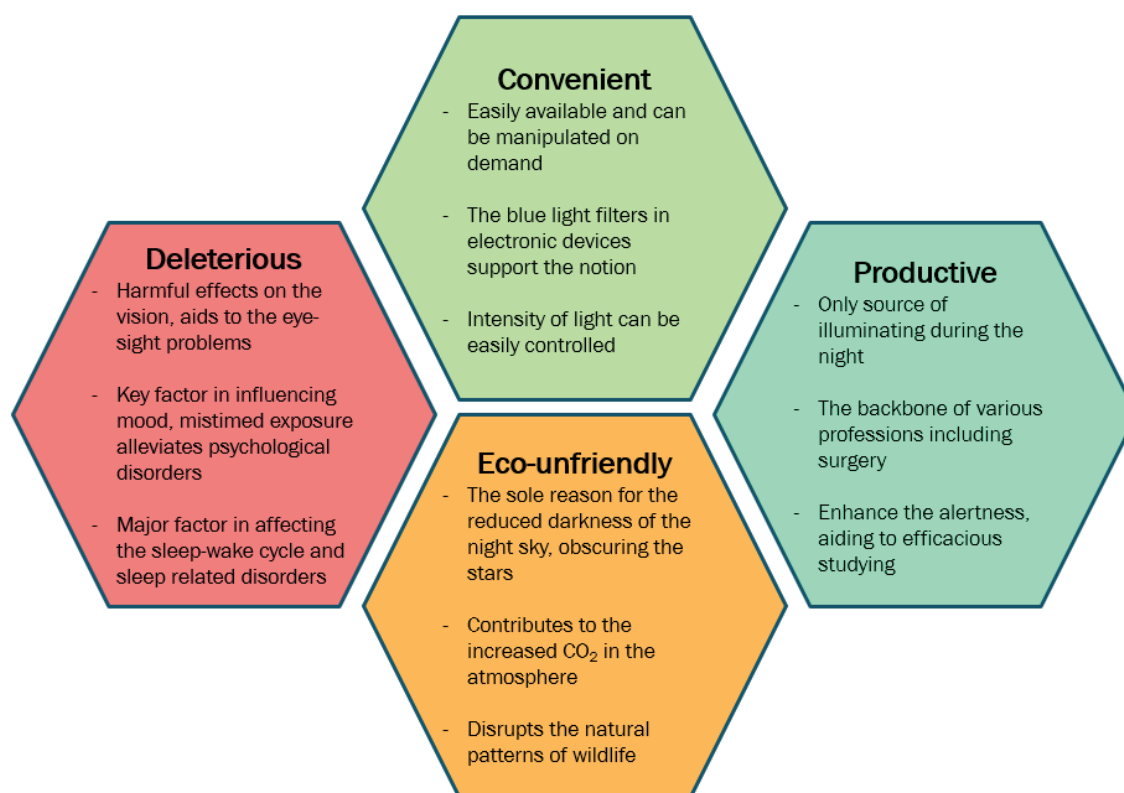 Convenient
- Easily available and can
be manipulated on
demand
- The blue light filters in
electronic devices
support the notion
- Intensity of light can be
easily controlled
Deleterious
- Harmful effects on the
vision, aids to the eye-
sight problems
- Key factor in influencing
mood, mistimed exposure
alleviates psychological
disorders
- Major factor in affecting
the sleep-wake cycle and
sleep related disorders
Eco-unfriendly
- The sole reason for the
reduced darkness of the
night sky, obscuring the
stars
- Contributes to the
increased CO₂ in the
atmosphere
- Disrupts the natural
patterns of wildlife
Productive
- Only source of
illuminating during the
night
- The backbone of various
professions including
surgery
- Enhance the alertness,
aiding to efficacious
studying